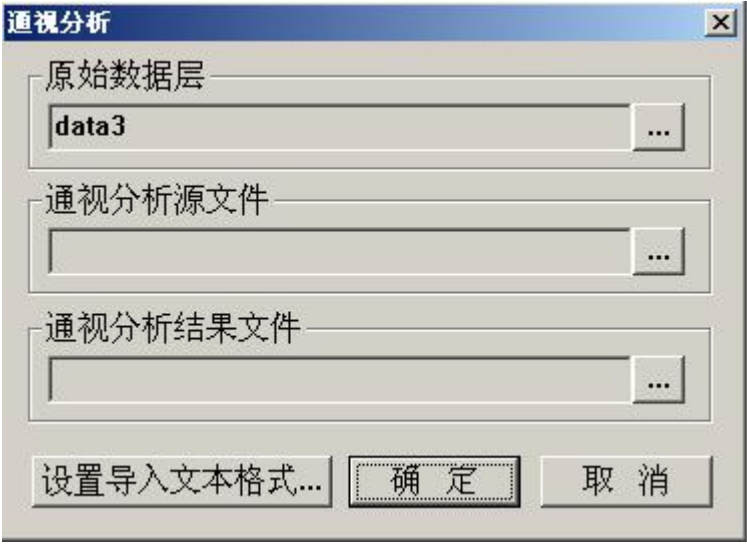 通视分析
原始数据层
data3
...
通视分析源文件
...
通视分析结果文件
...
设置导入文本格式...
确 定
取 消